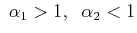 α₁ > 1,  α₂ < 1